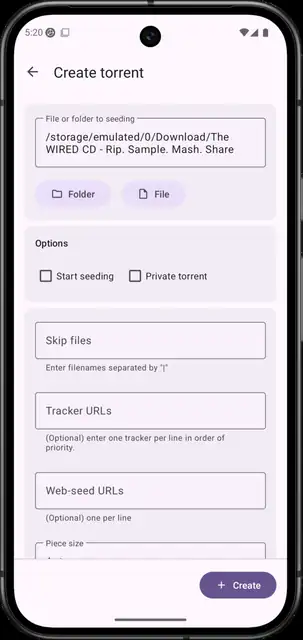 5:20
Create torrent
File or folder to seeding
/storage/emulated/0/Download/The
WIRED CD - Rip. Sample. Mash. Share
Folder
File
Options
Start seeding
Private torrent
Skip files
Enter filenames separated by "|"
Tracker URLs
(Optional) enter one tracker per line in order of
priority.
Web-seed URLs
(Optional) one per line
Piece size
+ Create